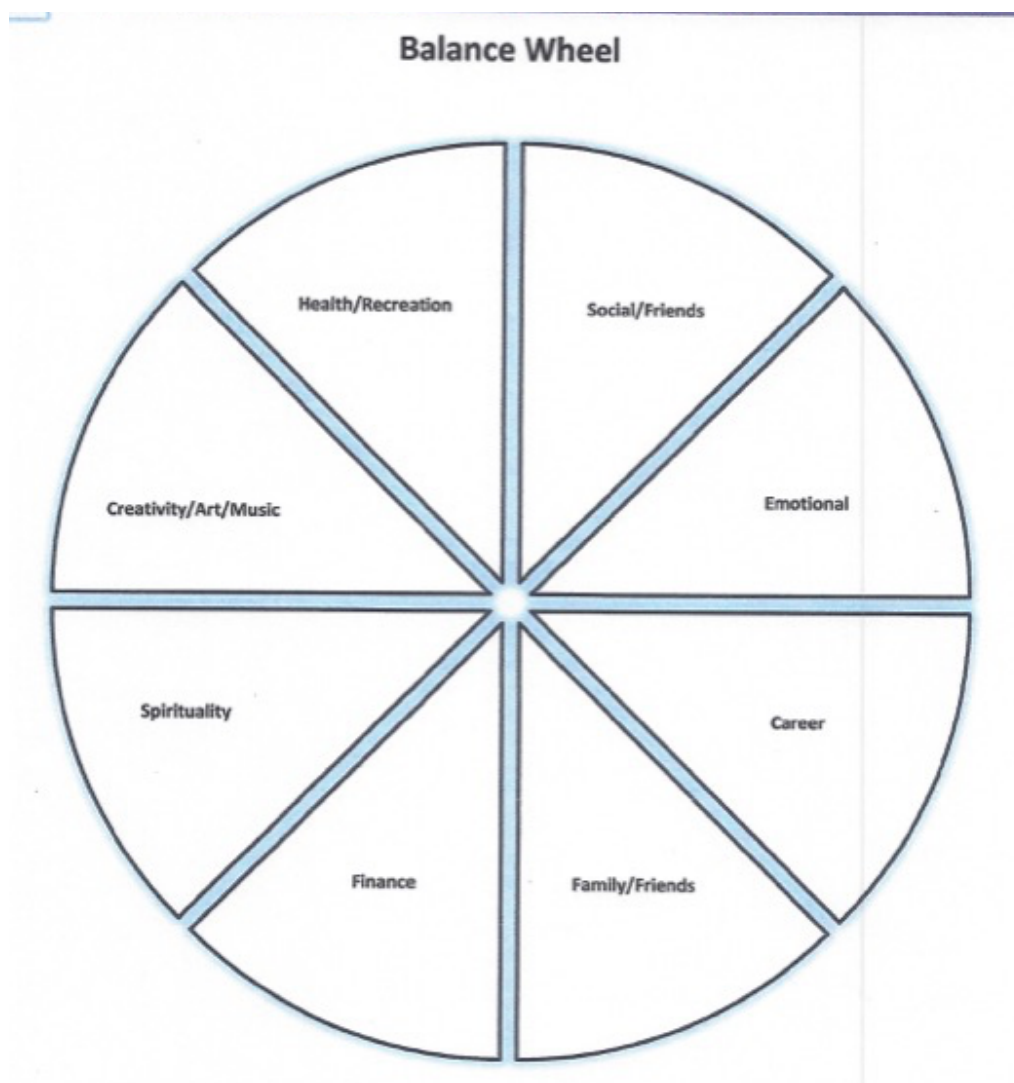 Balance Wheel
Health/Recreation
Social/Friends
Creativity/Art/Music
Emotional
Spirituality
Career
Finance
Family/Friends